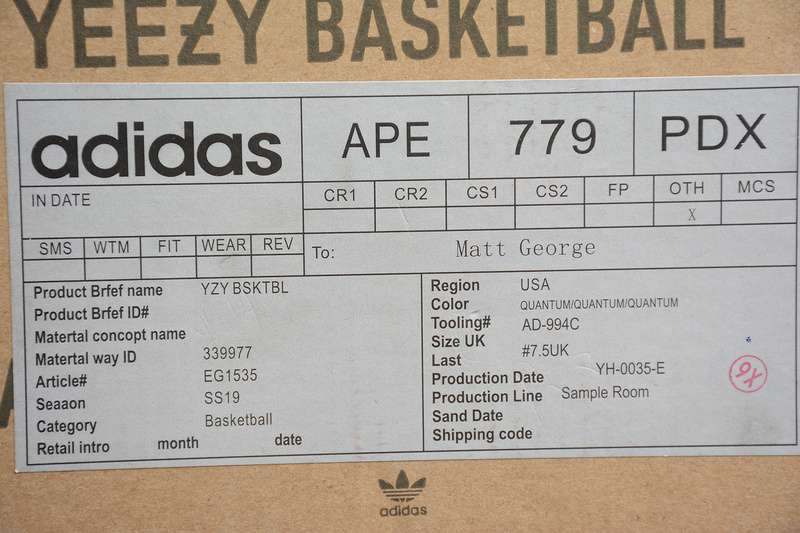 YEEZY BASKETBALL
adidas APE 779 PDX
IN DATE CR1 CR2 CS1 CS2 FP OTH MCS
X
SMS WTM FIT WEAR REV To: Matt George
Product Brfef name YZY BSKTBL
Product Brfef ID#
Matertal concopt name
Matertal way ID 339977
Article# EG1535
Seaaon SS19
Category Basketball
Retail intro month date
Region USA
Color QUANTUM/QUANTUM/QUANTUM
Tooling# AD-994C
Size UK #7.5UK
Last YH-0035-E
Production Date
Production Line Sample Room
Sand Date
Shipping code
adidas